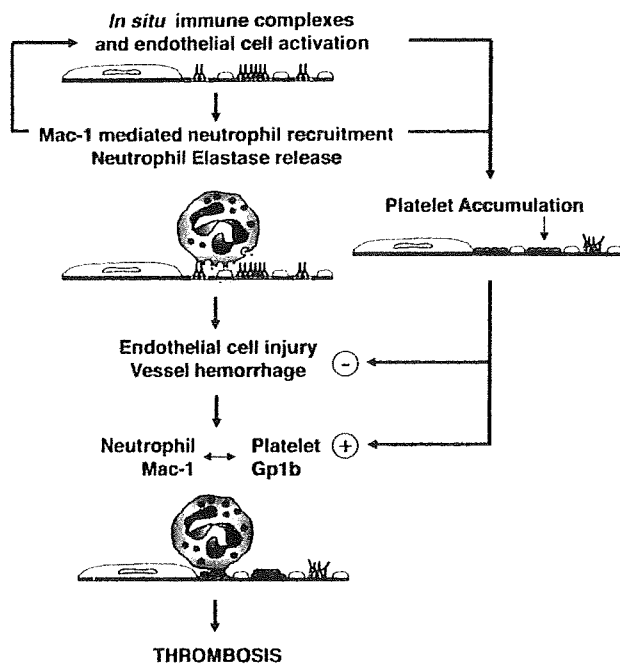 In situ immune complexes
and endothelial cell activation
Mac-1 mediated neutrophil recruitment
Neutrophil Elastase release
Platelet Accumulation
Endothelial cell injury
Vessel hemorrhage
−
Neutrophil
Mac-1
Platelet
Gp1b
+
THROMBOSIS